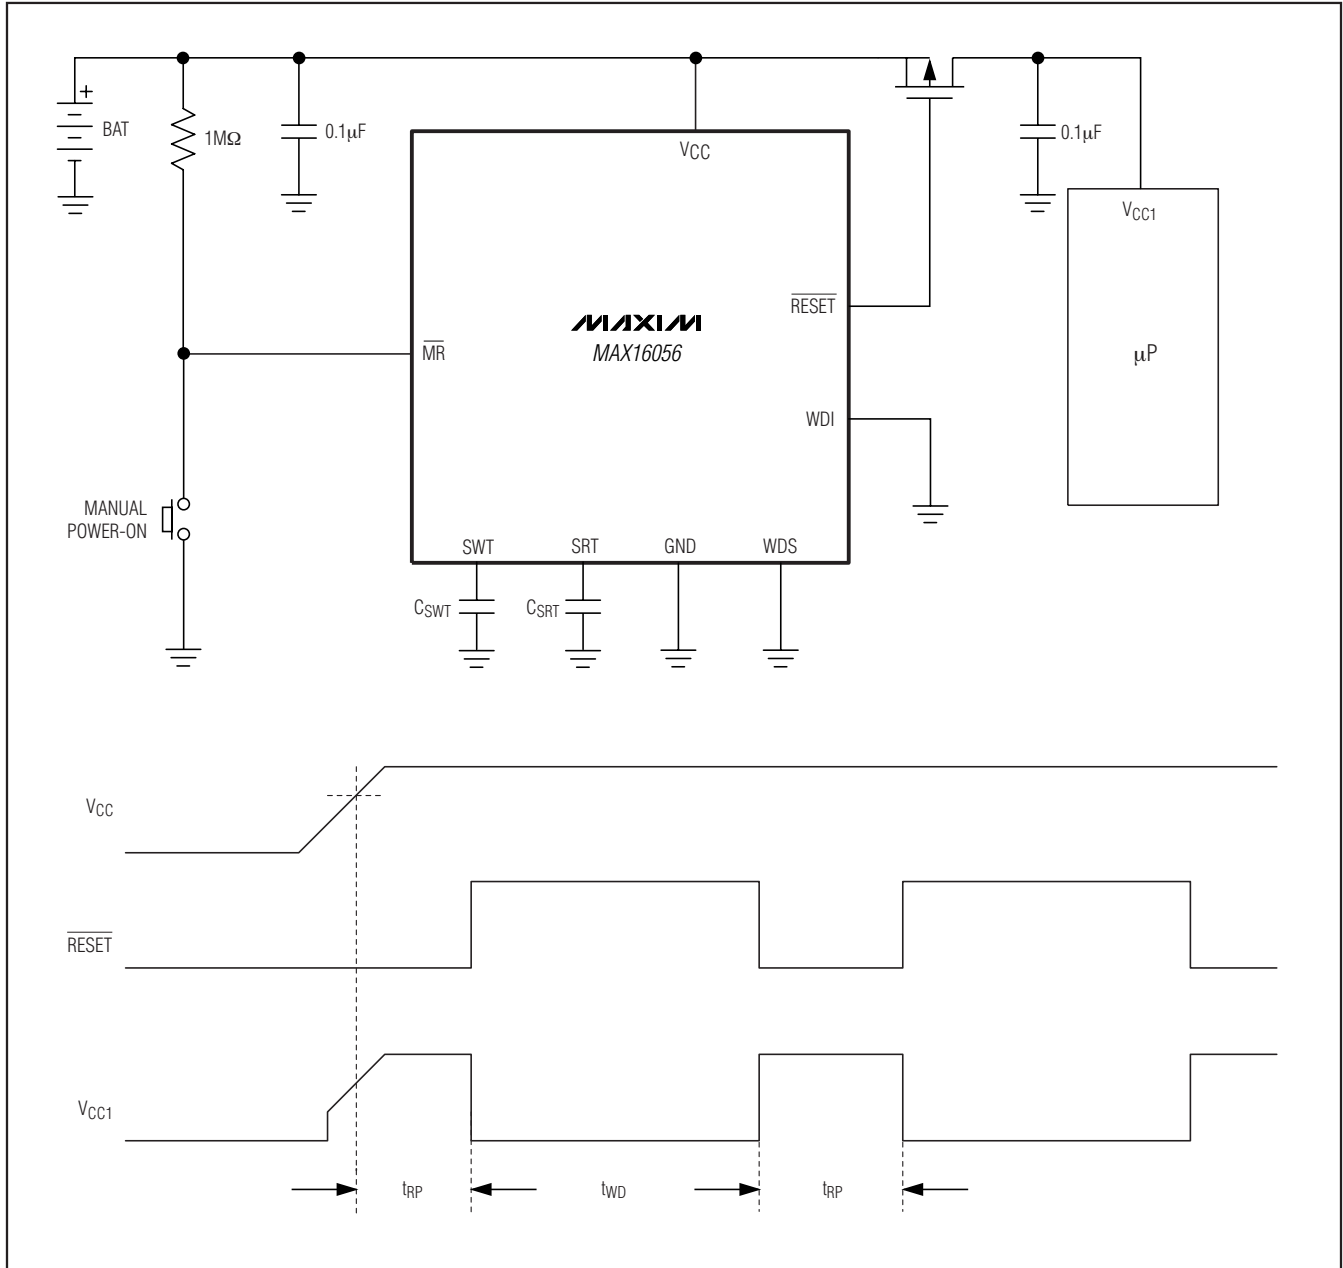 +
BAT
1MΩ
0.1μF
VCC
0.1μF
VCC1
RESET
MAXIM
MAX16056
MR
μP
WDI
MANUAL
POWER-ON
SWT
SRT
GND
WDS
CSWT
CSRT
VCC
RESET
VCC1
tRP
tWD
tRP